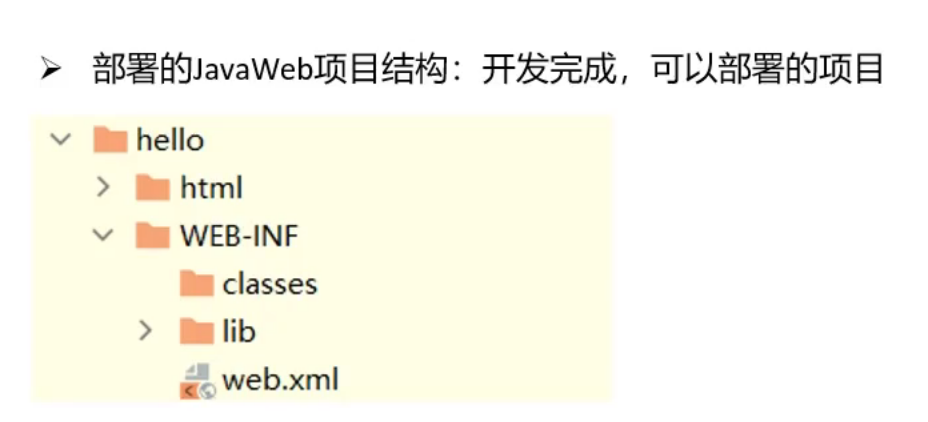 部署的JavaWeb项目结构：开发完成，可以部署的项目
hello
html
WEB-INF
classes
lib
web.xml